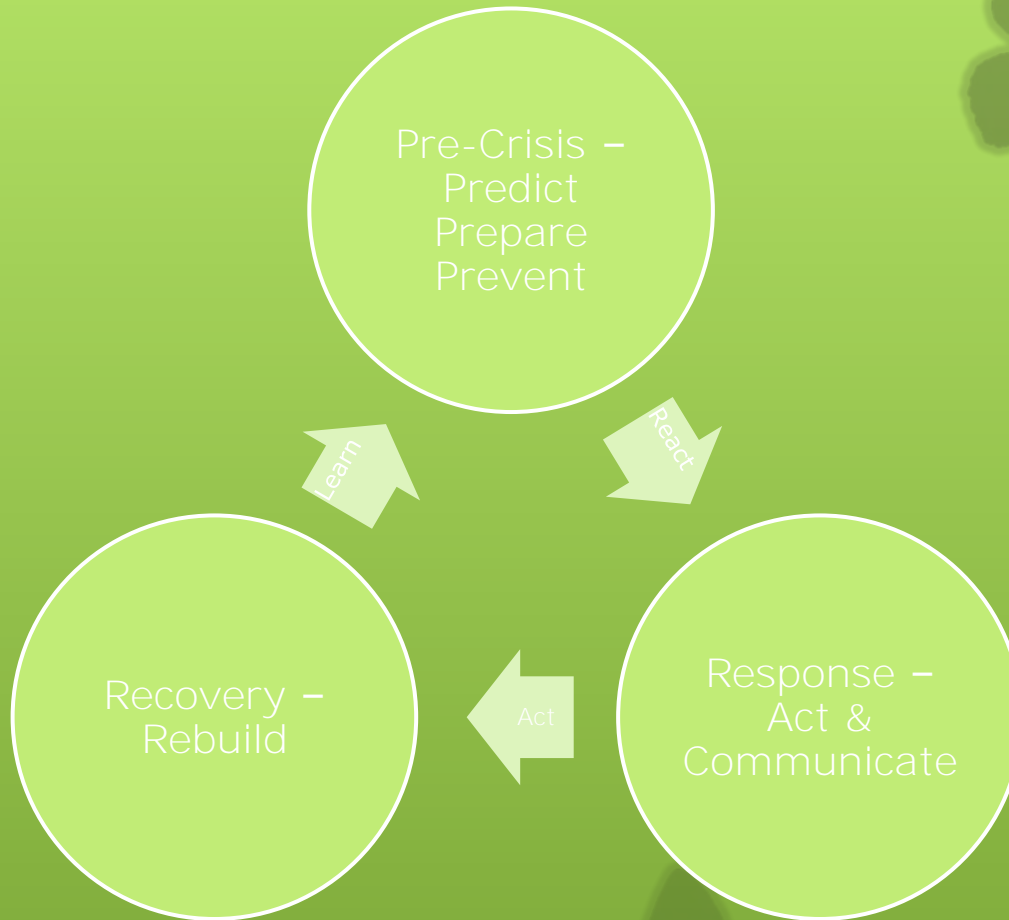 Pre-Crisis –
Predict
Prepare
Prevent
React
Response –
Act &
Communicate
Act
Recovery –
Rebuild
Learn